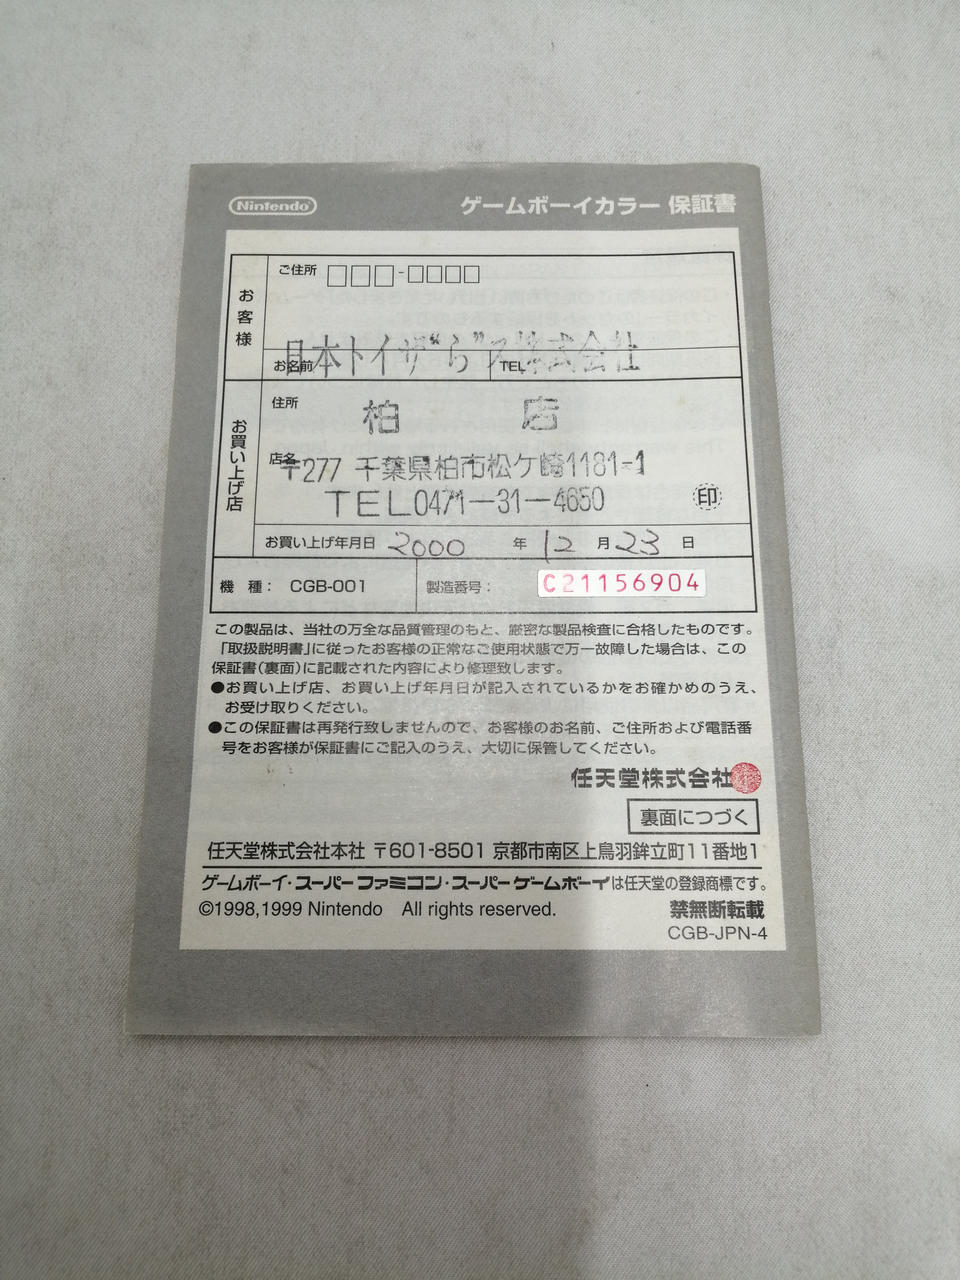 Nintendo
ゲームボーイカラー 保証書
お客様
ご住所 □□□-□□□□
日本トイザ“ら”ス株式会社
お名前 TEL
お買い上げ店
住所
柏 店
店名
〒277 千葉県柏市松ケ崎1181-1
TEL0471-31-4650
印
お買い上げ年月日 2000 年 12 月 23 日
機 種： CGB-001 製造番号： C21156904
この製品は、当社の万全な品質管理のもと、厳密な製品検査に合格したものです。
「取扱説明書」に従ったお客様の正常なご使用状態で万一故障した場合は、この
保証書（裏面）に記載された内容により修理致します。
●お買い上げ店、お買い上げ年月日が記入されているかをお確かめのうえ、
お受け取りください。
●この保証書は再発行致しませんので、お客様のお名前、ご住所および電話番
号をお客様が保証書にご記入のうえ、大切に保管してください。
任天堂株式会社
裏面につづく
任天堂株式会社本社 〒601-8501 京都市南区上鳥羽鉾立町11番地1
ゲームボーイ・スーパーファミコン・スーパーゲームボーイは任天堂の登録商標です。
©1998,1999 Nintendo All rights reserved. 禁無断転載
CGB-JPN-4